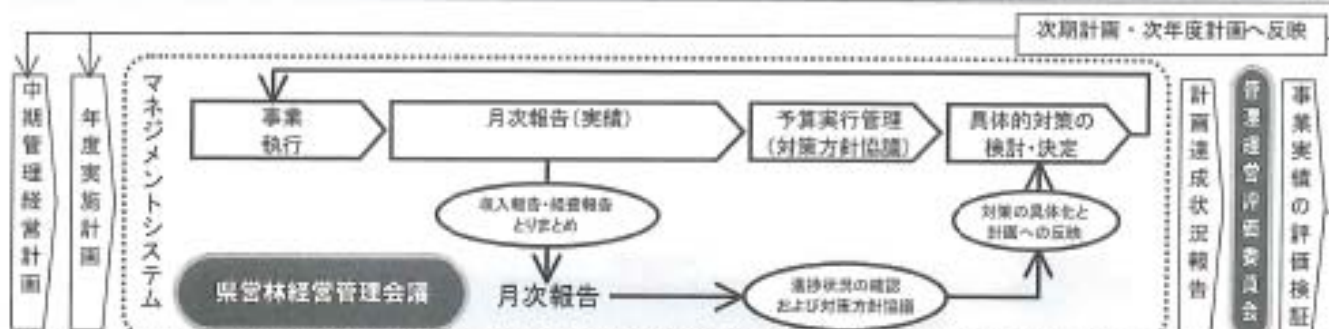 次期計画・次年度計画へ反映
中期管理経営計画
年度実施計画
マネジメントシステム
事業
執行
月次報告(実績)
予算実行管理
(対策方針協議)
具体的対策の
検討・決定
収入報告・経費報告
とりまとめ
対策の具体化と
計画への反映
県営林経営管理会議
月次報告
進捗状況の確認
および対策方針協議
計画達成状況報告
管理運営評価委員会
事業実績の評価検証